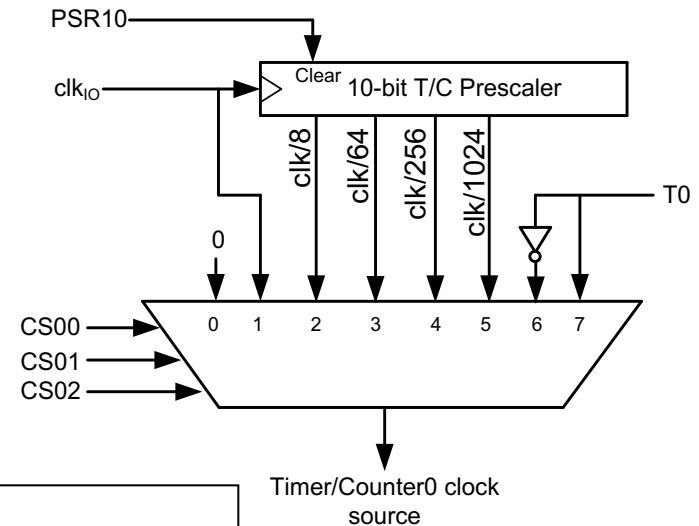 PSR10
Clear
10-bit T/C Prescaler
clkIO
clk/8
clk/64
clk/256
clk/1024
T0
0
0 1 2 3 4 5 6 7
CS00
CS01
CS02
Timer/Counter0 clock
source